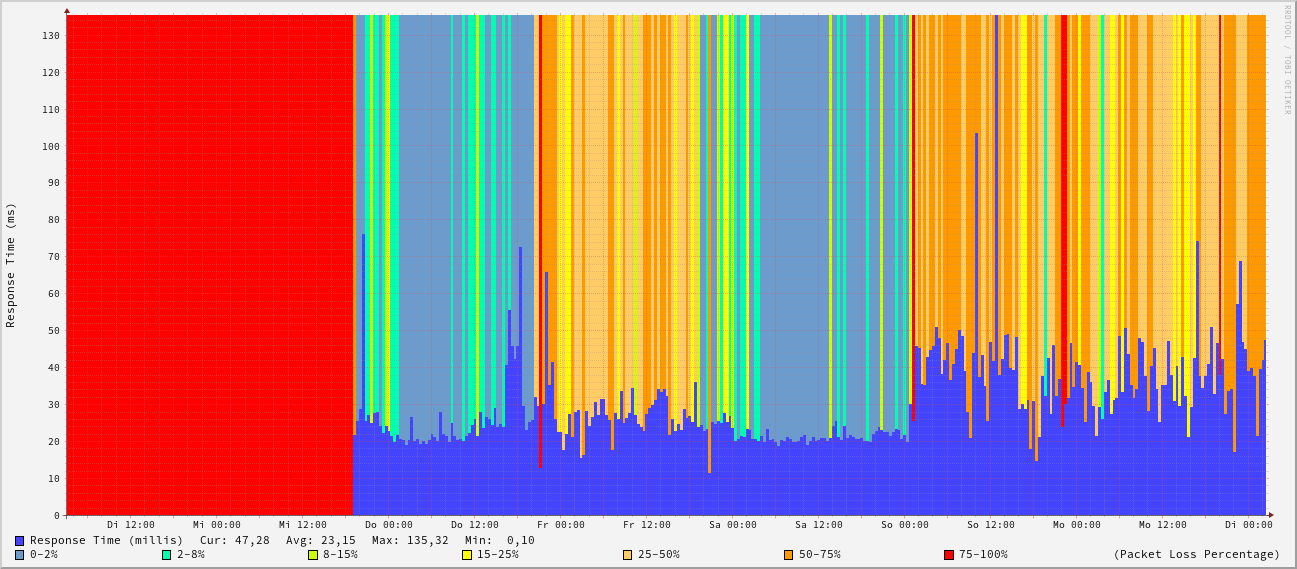 RRDTOOL / TOBI OETIKER
Response Time (ms)
130
120
110
100
90
80
70
60
50
40
30
20
10
0
Di 12:00 Mi 00:00 Mi 12:00 Do 00:00 Do 12:00 Fr 00:00 Fr 12:00 Sa 00:00 Sa 12:00 So 00:00 So 12:00 Mo 00:00 Mo 12:00 Di 00:00
Response Time (millis) Cur: 47,28 Avg: 23,15 Max: 135,32 Min: 0,10
0-2% 2-8% 8-15% 15-25% 25-50% 50-75% 75-100% (Packet Loss Percentage)